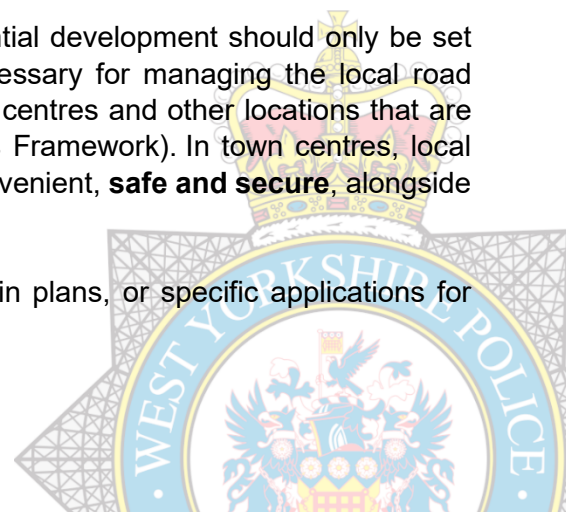 ntial development should only be set
essary for managing the local road
centres and other locations that are
Framework). In town centres, local
venient, safe and secure, alongside
in plans, or specific applications for
WEST YORKSHIRE POLICE